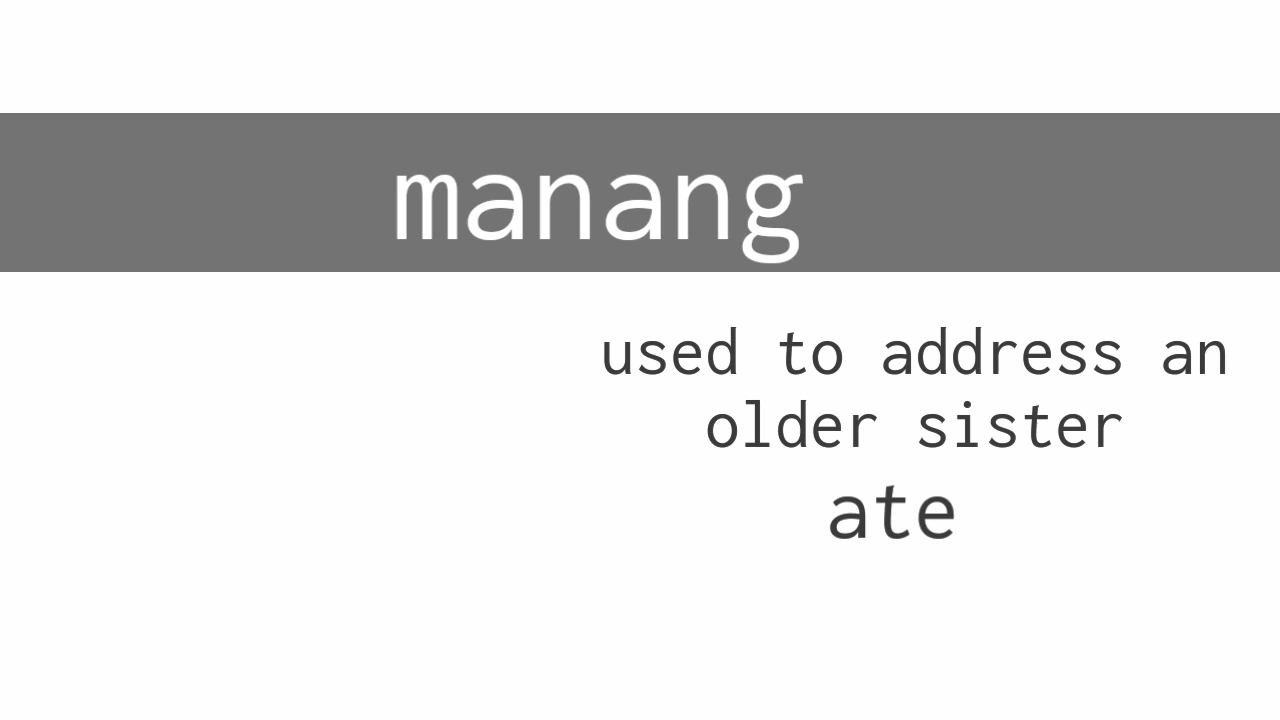 manang
used to address an
older sister
ate